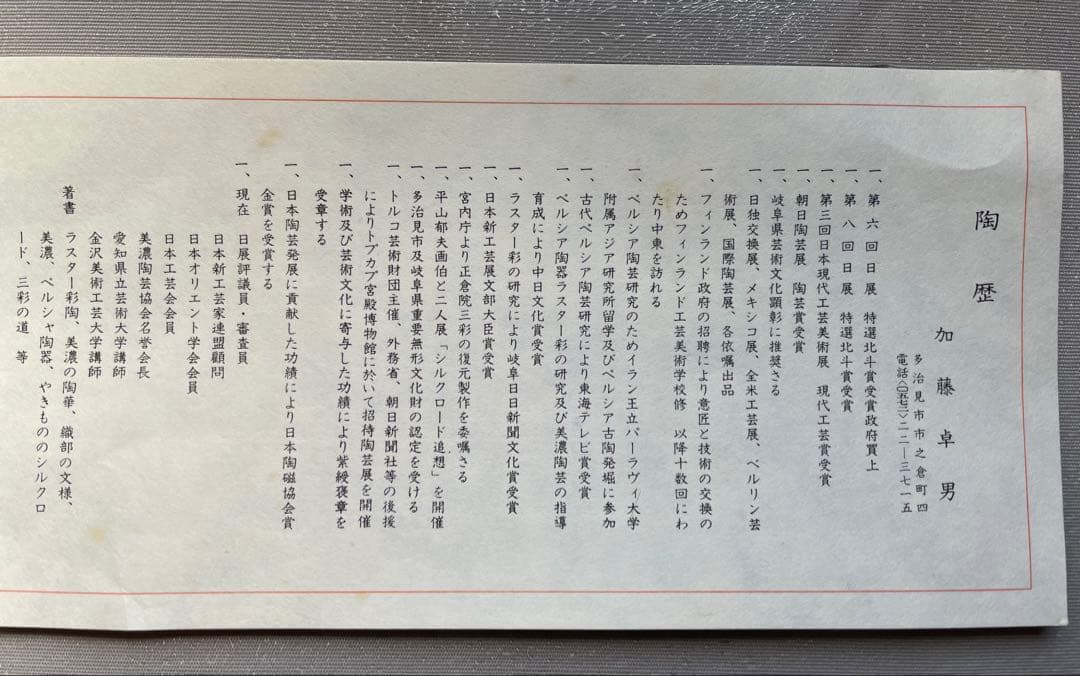 陶歴
加藤卓男
多治見市市之倉町四
電話〈〇五七二〉二二―三七一五
一、第六回日展 特選北斗賞受賞政府買上
一、第八回日展 特選北斗賞受賞
一、第三回日本現代工芸美術展 現代工芸賞受賞
一、朝日陶芸展 陶芸賞受賞
一、岐阜県芸術文化顕彰に推奨さる
一、日独交換展、メキシコ展、全米工芸展、ベルリン芸
術展、国際陶芸展、各依嘱出品
一、フィンランド政府の招聘により意匠と技術の交換の
ためフィンランド工芸美術学校修 以降十数回にわ
たり中東を訪れる
一、ペルシア陶芸研究のためイラン王立パーラヴィ大学
附属アジア研究所留学及びペルシア古陶発堀に参加
一、古代ペルシア陶芸研究により東海テレビ賞受賞
一、ペルシア陶器ラスター彩の研究及び美濃陶芸の指導
育成により中日文化賞受賞
一、ラスター彩の研究により岐阜日日新聞文化賞受賞
一、日本新工芸展文部大臣賞受賞
一、宮内庁より正倉院三彩の復元製作を委嘱さる
一、平山郁夫画伯と二人展「シルクロード追想」を開催
一、多治見市及岐阜県重要無形文化財の認定を受ける
一、トルコ芸術財団主催、外務省、朝日新聞社等の後援
によりトプカプ宮殿博物館に於いて招待陶芸展を開催
一、学術及び芸術文化に寄与した功績により紫綬褒章を
受章する
一、日本陶芸発展に貢献した功績により日本陶磁協会賞
金賞を受賞する
一、現在 日展評議員・審査員
日本新工芸家連盟顧問
日本オリエント学会会員
日本工芸会会員
美濃陶芸協会名誉会長
愛知県立芸術大学講師
金沢美術工芸大学講師
著書 ラスター彩陶、美濃の陶華、織部の文様、
美濃、ペルシャ陶器、やきもののシルクロ
ード、三彩の道 等